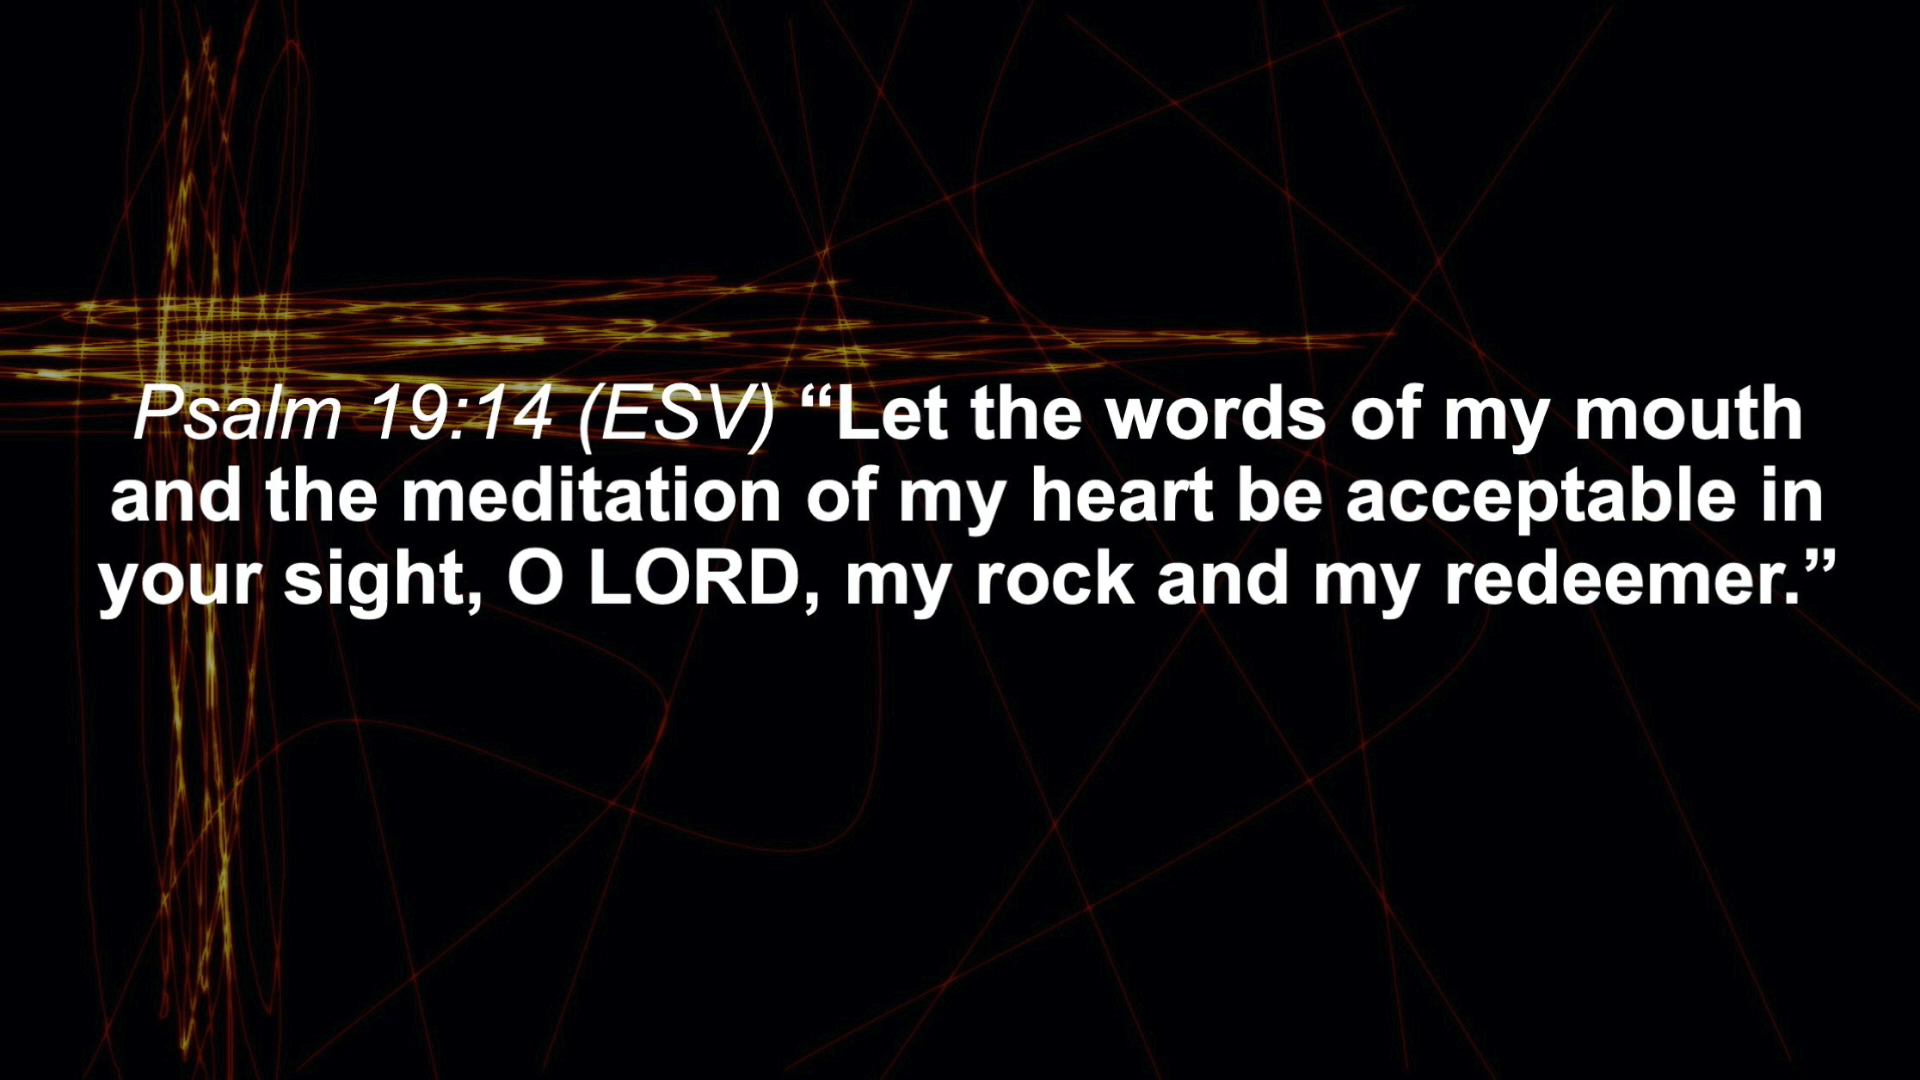 Psalm 19:14 (ESV) “Let the words of my mouth
and the meditation of my heart be acceptable in
your sight, O LORD, my rock and my redeemer.”